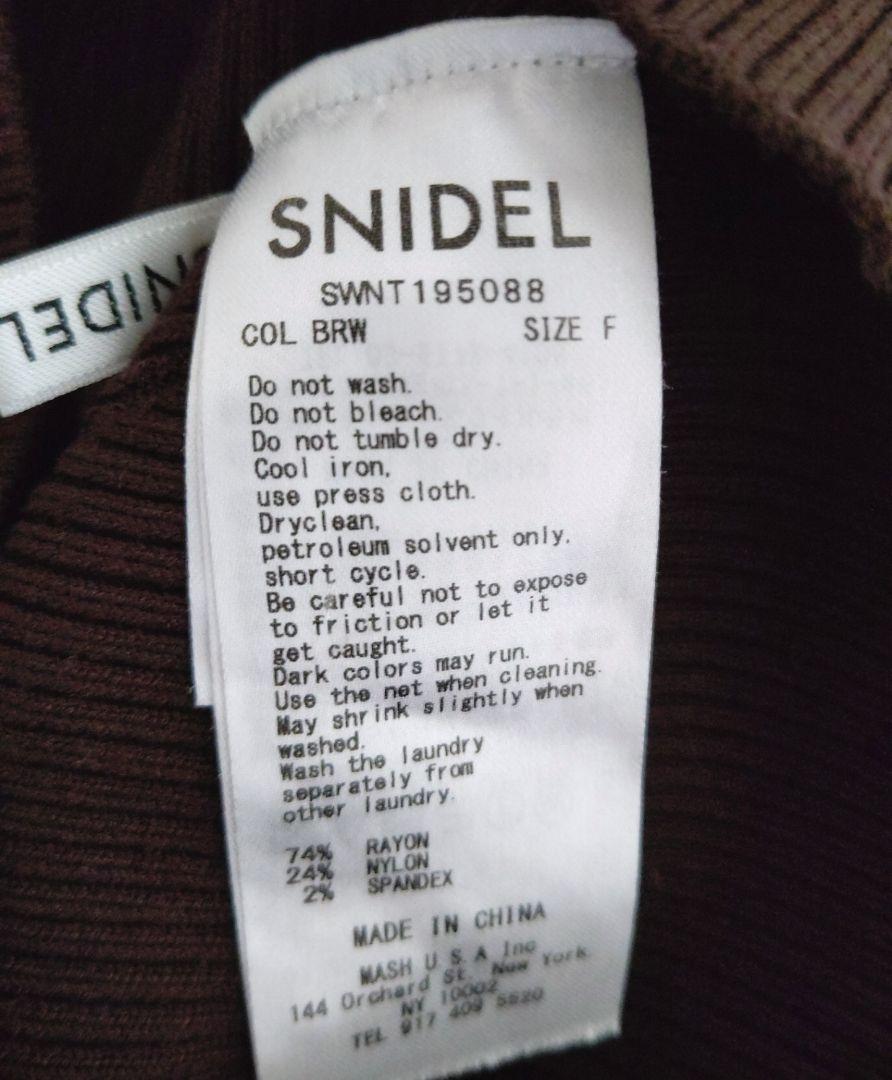 SNIDEL
SNIDEL
SWNT195088
COL BRW SIZE F
Do not wash.
Do not bleach.
Do not tumble dry.
Cool iron,
use press cloth.
Dryclean,
petroleum solvent only,
short cycle.
Be careful not to expose
to friction or let it
get caught.
Dark colors may run.
Use the net when cleaning.
May shrink slightly when
washed.
Wash the laundry
separately from
other laundry.
74% RAYON
24% NYLON
2% SPANDEX
MADE IN CHINA
MASH U.S.A Inc
144 Orchard St. New York
NY 10002
TEL 917 409 5520